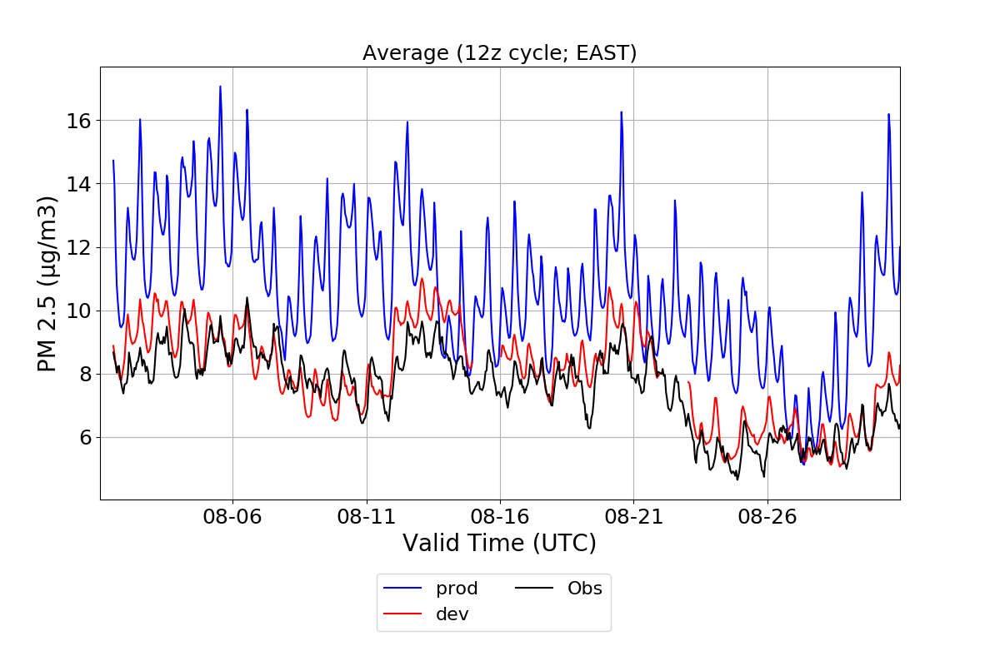 Average (12z cycle; EAST)
16
14
12
10
8
6
PM 2.5 (µg/m3)
08-06 08-11 08-16 08-21 08-26
Valid Time (UTC)
prod Obs
dev